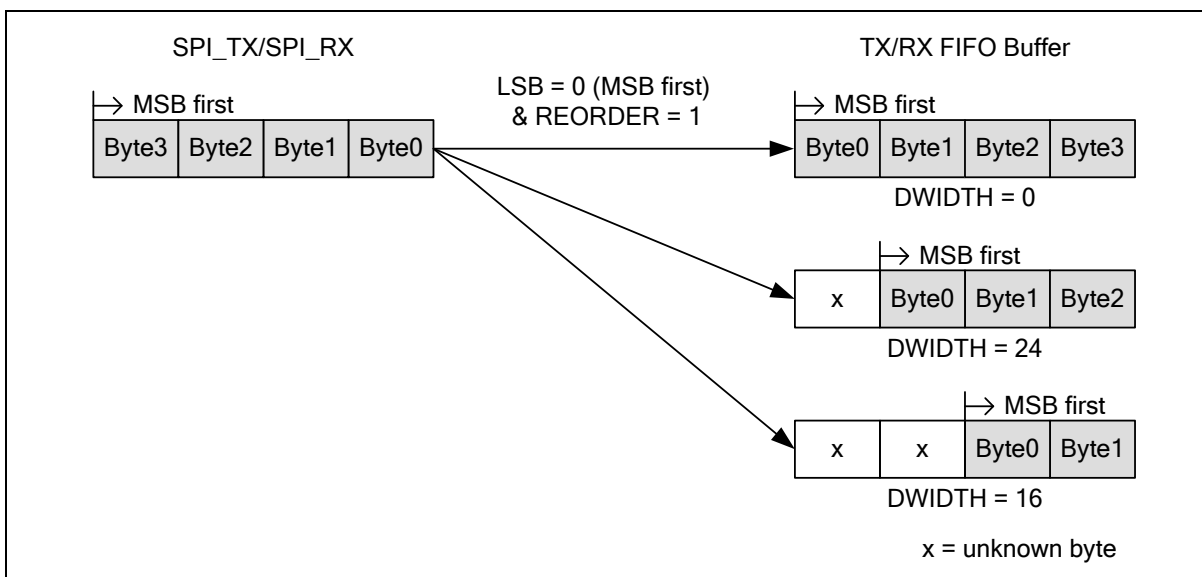 SPI_TX/SPI_RX
TX/RX FIFO Buffer
LSB = 0 (MSB first)
& REORDER = 1
MSB first
MSB first
Byte3 Byte2 Byte1 Byte0
Byte0 Byte1 Byte2 Byte3
DWIDTH = 0
MSB first
x Byte0 Byte1 Byte2
DWIDTH = 24
MSB first
x x Byte0 Byte1
DWIDTH = 16
x = unknown byte